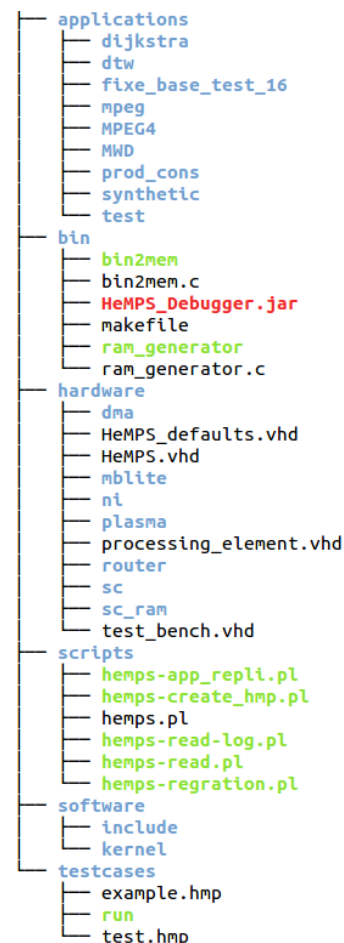 ├── applications
│   ├── dijkstra
│   ├── dtw
│   ├── fixe_base_test_16
│   ├── mpeg
│   ├── MPEG4
│   ├── MWD
│   ├── prod_cons
│   ├── synthetic
│   └── test
├── bin
│   ├── bin2mem
│   ├── bin2mem.c
│   ├── HeMPS_Debugger.jar
│   ├── makefile
│   ├── ram_generator
│   └── ram_generator.c
├── hardware
│   ├── dma
│   ├── HeMPS_defaults.vhd
│   ├── HeMPS.vhd
│   ├── mblite
│   ├── ni
│   ├── plasma
│   ├── processing_element.vhd
│   ├── router
│   ├── sc
│   ├── sc_ram
│   └── test_bench.vhd
├── scripts
│   ├── hemps-app_repli.pl
│   ├── hemps-create_hmp.pl
│   ├── hemps.pl
│   ├── hemps-read-log.pl
│   ├── hemps-read.pl
│   └── hemps-regration.pl
├── software
│   ├── include
│   └── kernel
└── testcases
    ├── example.hmp
    ├── run
    └── test.hmp